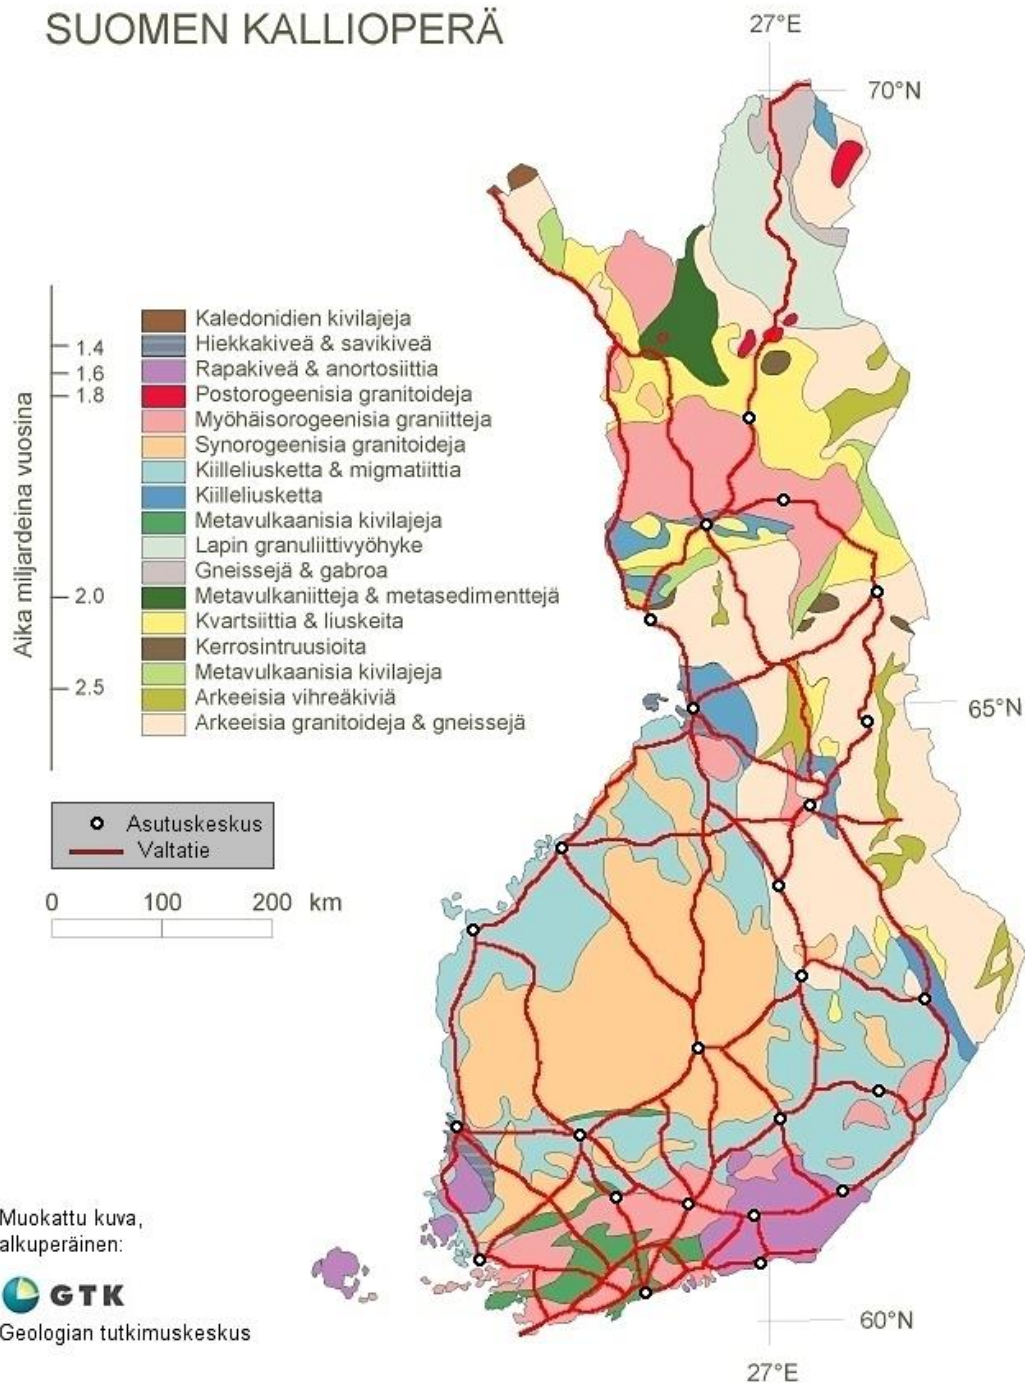 SUOMEN KALLIOPERÄ
27°E
70°N
Aika miljardeina vuosina
1.4
1.6
1.8
2.0
2.5
Kaledonidien kivilajeja
Hiekkakiveä & savikiveä
Rapakiveä & anortosiittia
Postorogeenisia granitoideja
Myöhäisorogeenisia graniitteja
Synorogeenisia granitoideja
Kiilleliusketta & migmatiittia
Kiilleliusketta
Metavulkaanisia kivilajeja
Lapin granuliittivyöhyke
Gneissejä & gabroa
Metavulkaniitteja & metasedimenttejä
Kvartsiittia & liuskeita
Kerrosintruusioita
Metavulkaanisia kivilajeja
Arkeeisia vihreäkiviä
Arkeeisia granitoideja & gneissejä
65°N
Asutuskeskus
Valtatie
0 100 200 km
Muokattu kuva,
alkuperäinen:
GTK
Geologian tutkimuskeskus
60°N
27°E